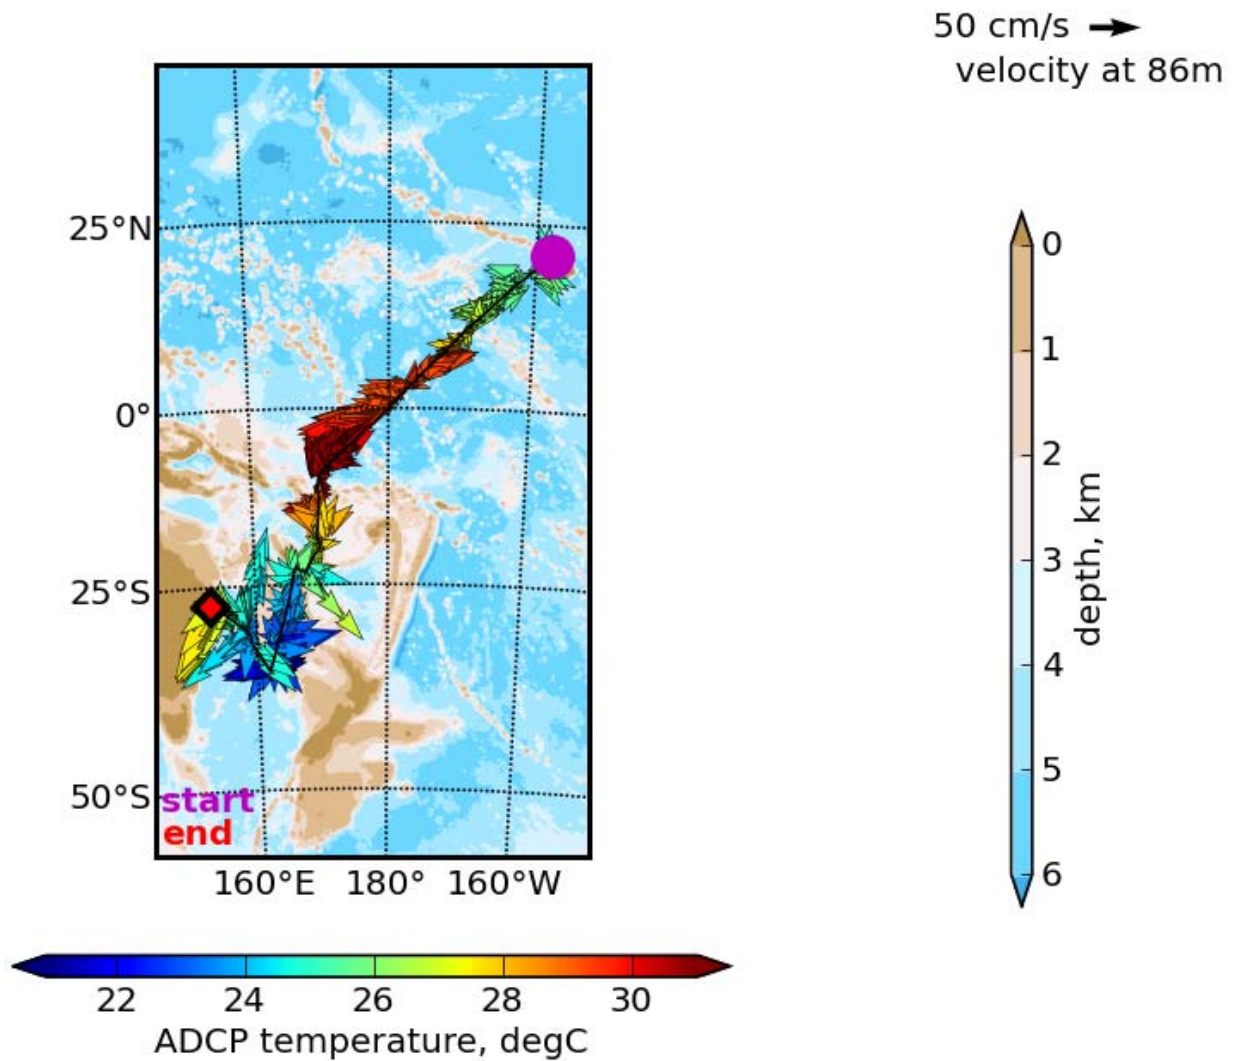 50 cm/s
velocity at 86m
25°N
0°
25°S
50°S
start
end
160°E 180° 160°W
0
1
2
3
4
5
6
depth, km
22 24 26 28 30
ADCP temperature, degC